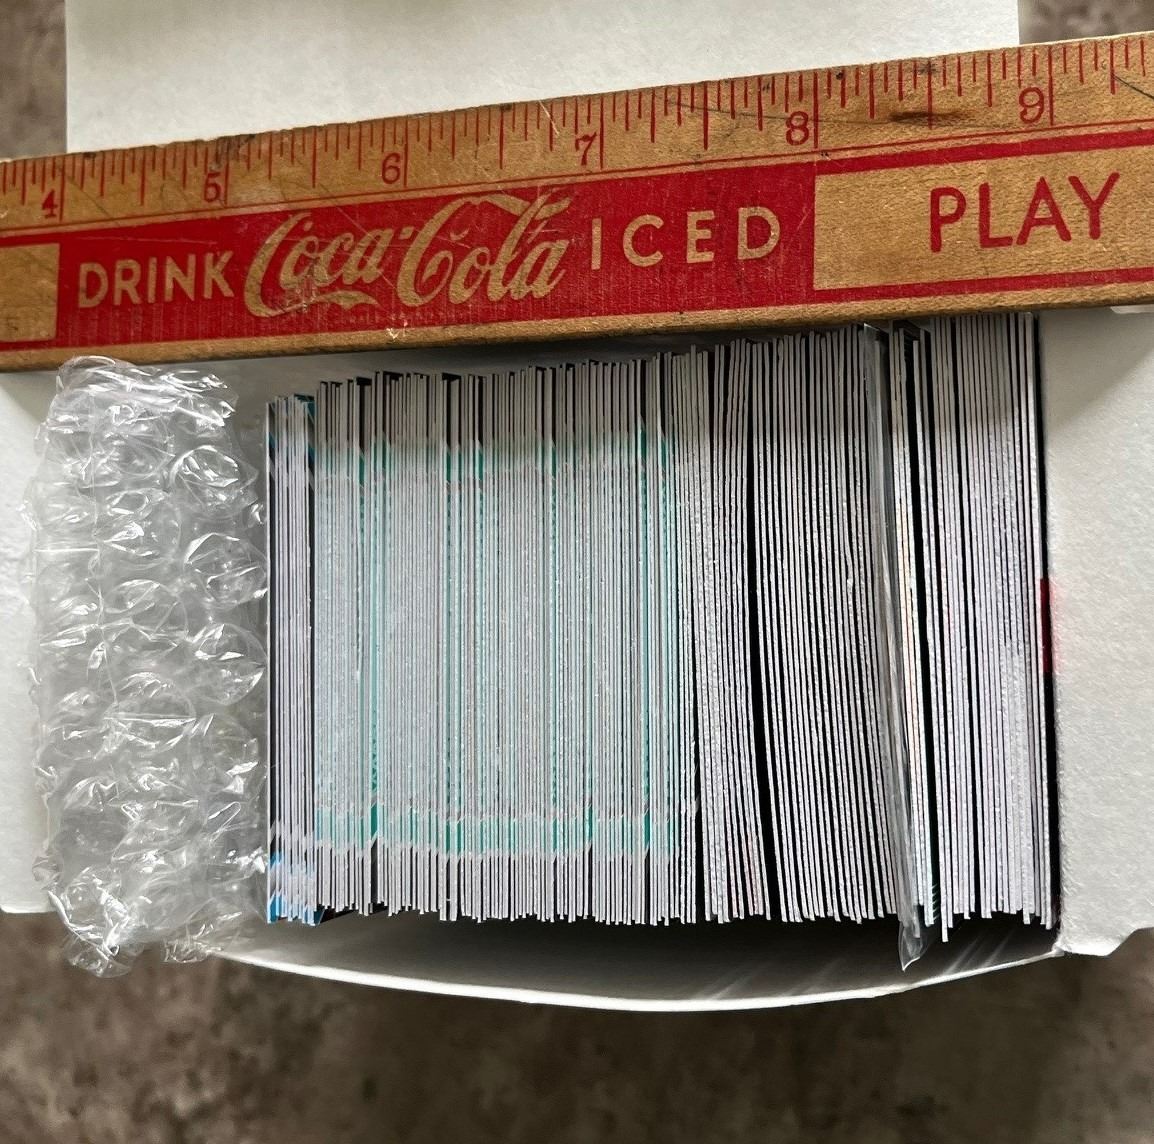 4 5 6 7 8 9
DRINK Coca-Cola ICED PLAY